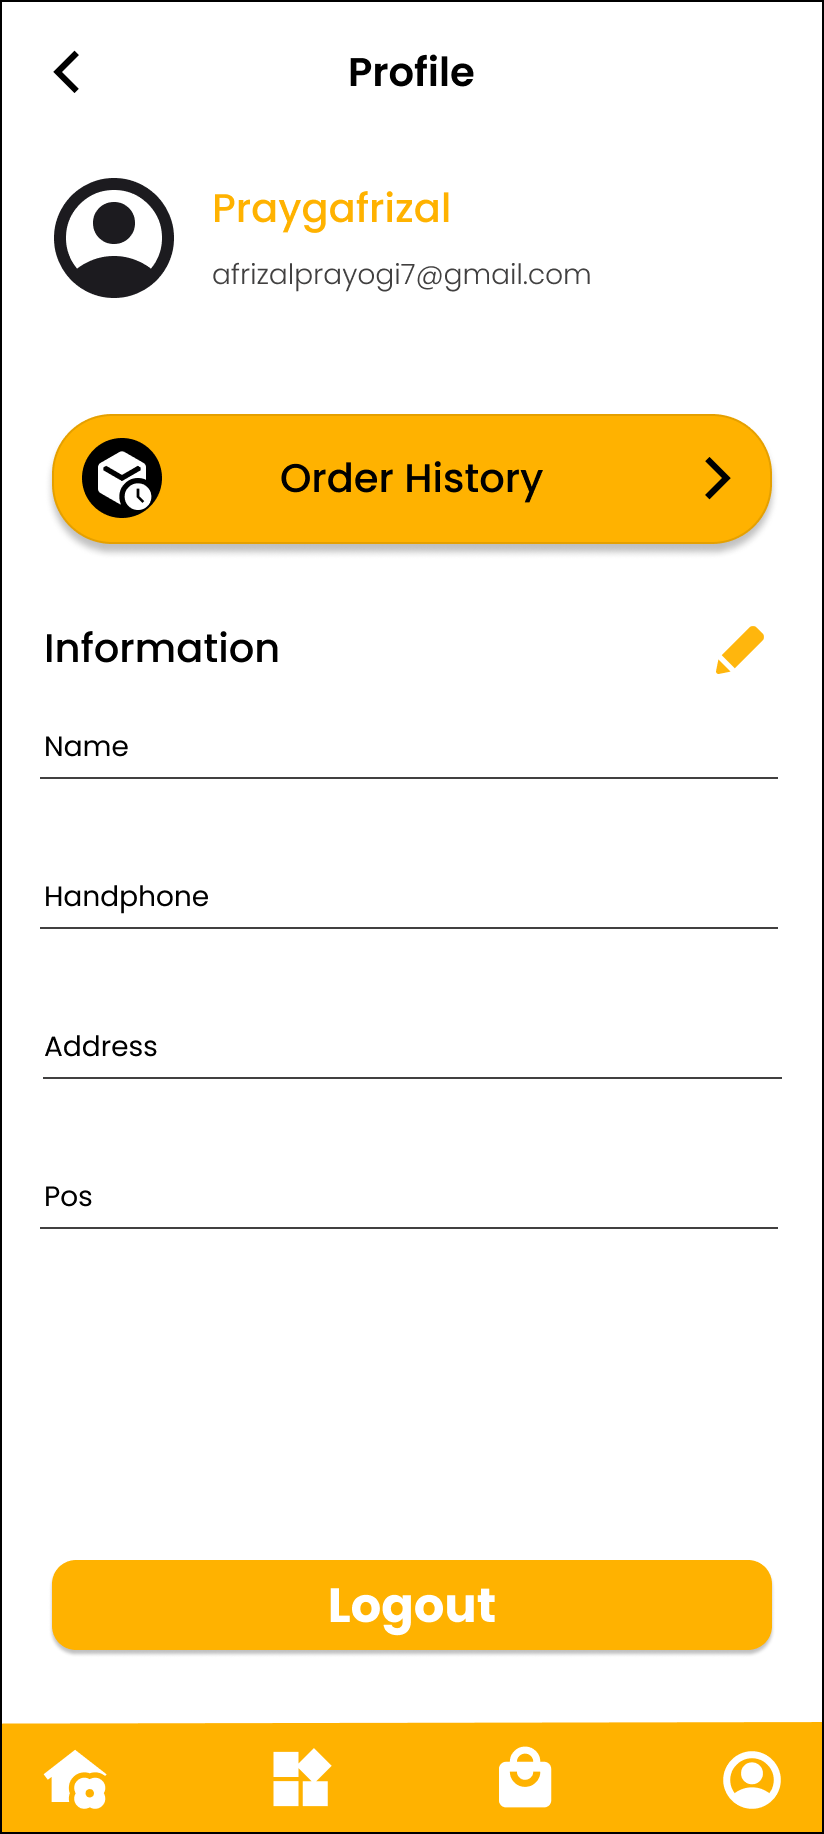 Profile
Praygafrizal
afrizalprayogi7@gmail.com
Order History
Information
Name
Handphone
Address
Pos
Logout